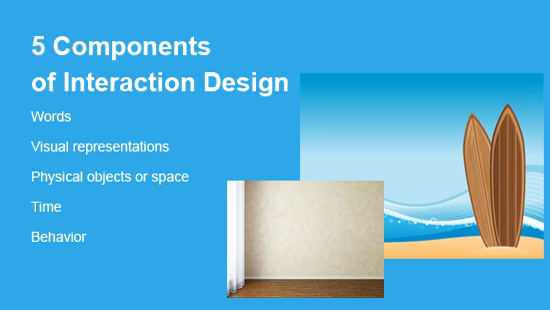 5 Components
of Interaction Design
Words
Visual representations
Physical objects or space
Time
Behavior